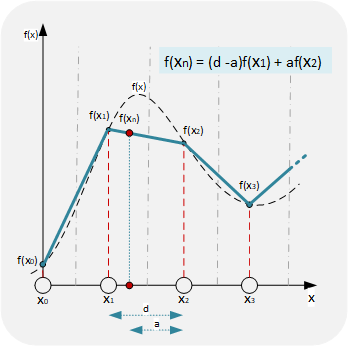 f(x)
f(xn) = (d -a)f(x1) + af(x2)
f(x)
f(x1) f(xn)
f(x2)
f(x3)
f(x0)
x0 x1 x2 x3 x
d
a